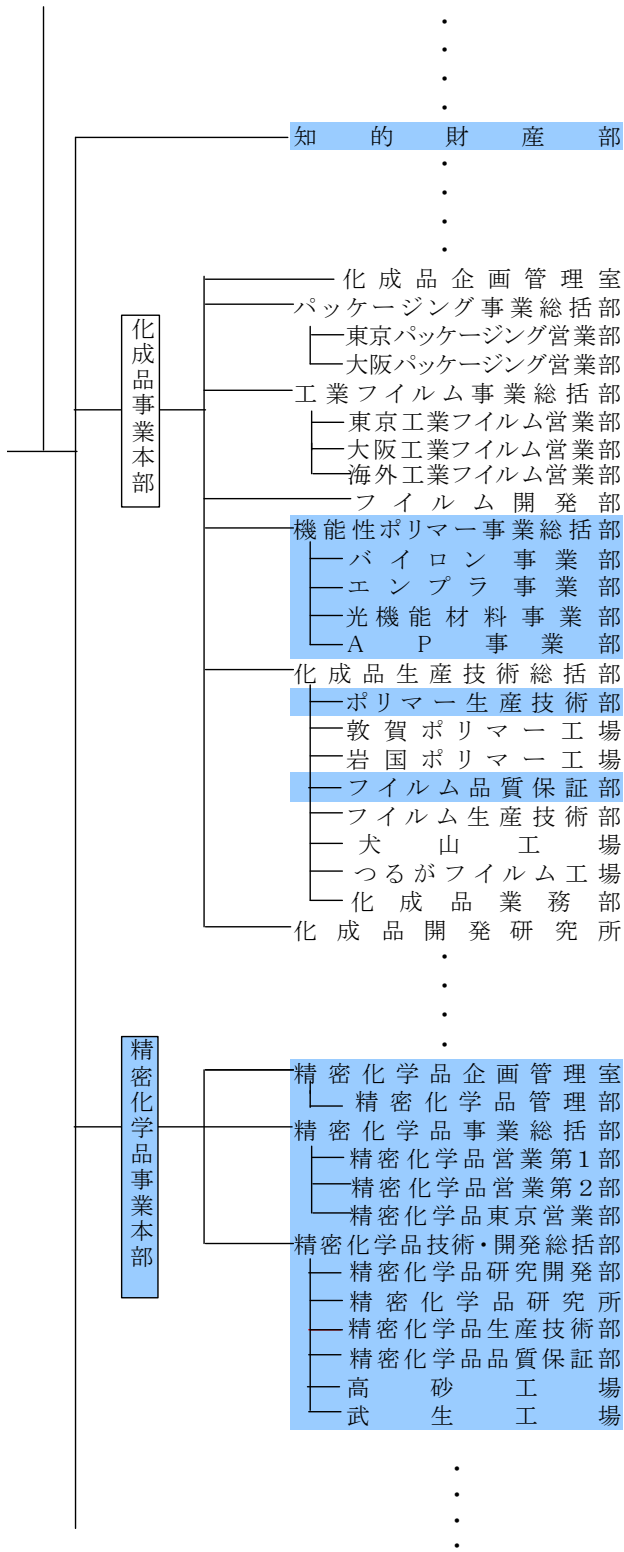 知的財産部
化成品企画管理室
パッケージング事業総括部
東京パッケージング営業部
大阪パッケージング営業部
化成品事業本部
工業フイルム事業総括部
東京工業フイルム営業部
大阪工業フイルム営業部
海外工業フイルム営業部
フイルム開発部
機能性ポリマー事業総括部
バイロン事業部
エンプラ事業部
光機能材料事業部
AP事業部
化成品生産技術総括部
ポリマー生産技術部
敦賀ポリマー工場
岩国ポリマー工場
フイルム品質保証部
フイルム生産技術部
犬山工場
つるがフイルム工場
化成品業務部
化成品開発研究所
精密化学品事業本部
精密化学品企画管理室
精密化学品管理部
精密化学品事業総括部
精密化学品営業第1部
精密化学品営業第2部
精密化学品東京営業部
精密化学品技術・開発総括部
精密化学品研究開発部
精密化学品研究所
精密化学品生産技術部
精密化学品品質保証部
高砂工場
武生工場